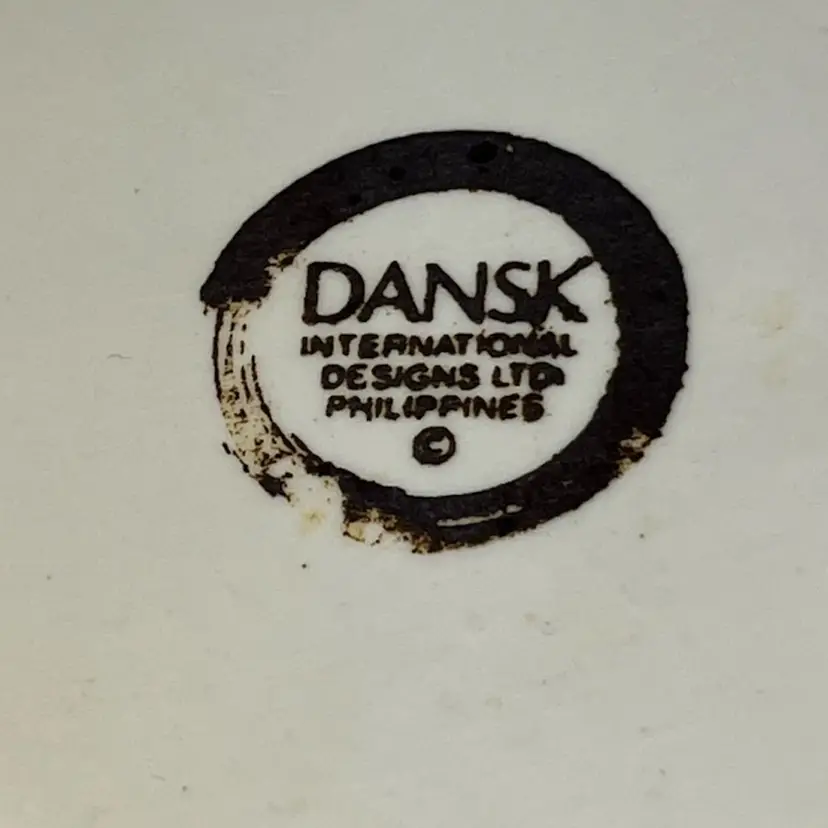 DANSK
INTERNATIONAL
DESIGNS LTD
PHILIPPINES
©